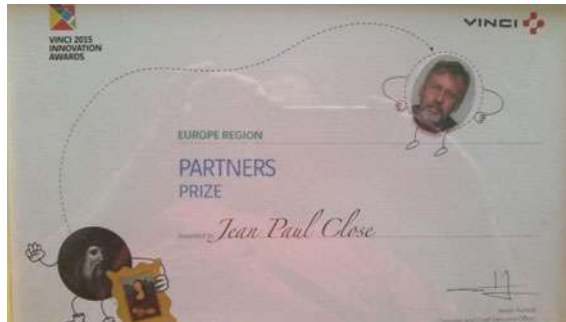 VINCI 2015
INNOVATION
AWARDS
VINCI
EUROPE REGION
PARTNERS
PRIZE
Jean Paul Close